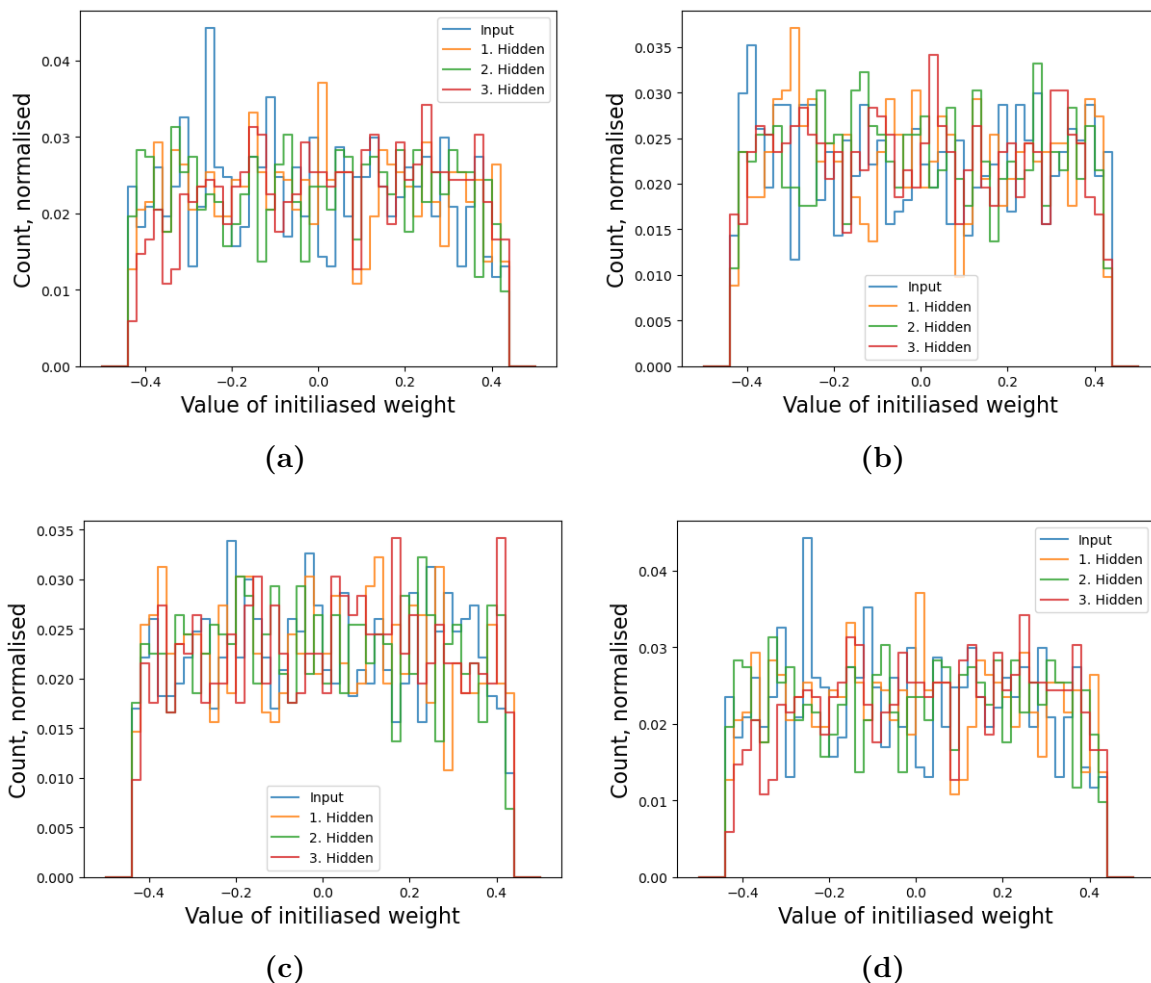 Count, normalised
0.04
0.03
0.02
0.01
0.00
Input
1. Hidden
2. Hidden
3. Hidden
−0.4 −0.2 0.0 0.2 0.4
Value of initiliased weight
(a)
Count, normalised
0.035
0.030
0.025
0.020
0.015
0.010
0.005
0.000
Input
1. Hidden
2. Hidden
3. Hidden
−0.4 −0.2 0.0 0.2 0.4
Value of initiliased weight
(b)
Count, normalised
0.035
0.030
0.025
0.020
0.015
0.010
0.005
0.000
Input
1. Hidden
2. Hidden
3. Hidden
−0.4 −0.2 0.0 0.2 0.4
Value of initiliased weight
(c)
Count, normalised
0.04
0.03
0.02
0.01
0.00
Input
1. Hidden
2. Hidden
3. Hidden
−0.4 −0.2 0.0 0.2 0.4
Value of initiliased weight
(d)